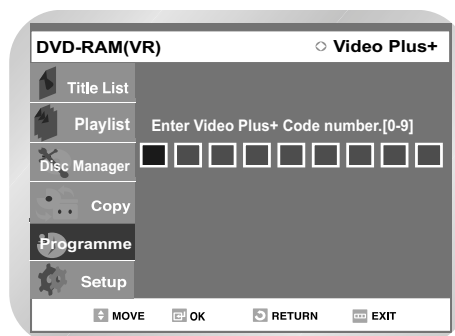 DVD-RAM(VR) Video Plus+
Title List
Playlist
Enter Video Plus+ Code number.[0-9]
Disc Manager
Copy
Programme
Setup
MOVE OK RETURN EXIT